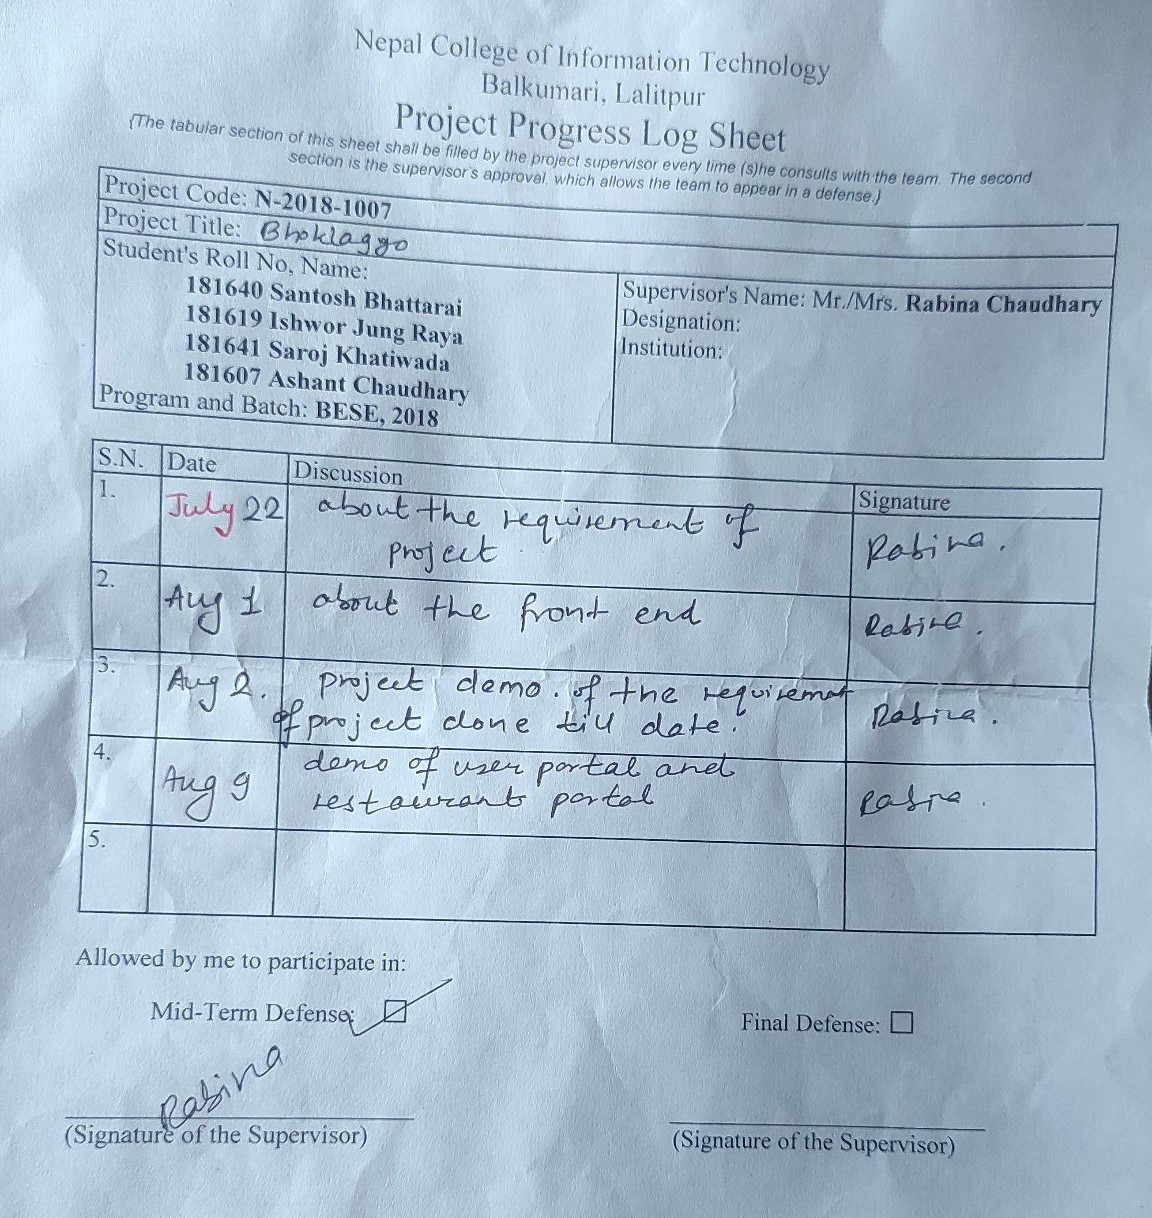 Nepal College of Information Technology
Balkumari, Lalitpur
Project Progress Log Sheet
{The tabular section of this sheet shall be filled by the project supervisor every time (s)he consults with the team. The second
section is the supervisor's approval, which allows the team to appear in a defense.}
Project Code: N-2018-1007
Project Title: Bhoklaggyo
Student's Roll No, Name:
181640 Santosh Bhattarai
181619 Ishwor Jung Raya
181641 Saroj Khatiwada
181607 Ashant Chaudhary
Program and Batch: BESE, 2018
Supervisor's Name: Mr./Mrs. Rabina Chaudhary
Designation:
Institution:
S.N. Date Discussion Signature
1. July 22 about the requirement of
project Rabina.
2. Aug 1 about the front end Rabina.
3. Aug 2. project demo. of the requirement
of project done till date. Rabina.
4. Aug 9 demo of user portal and
restaurant portal Rabina.
5.
Allowed by me to participate in:
Mid-Term Defense: Final Defense:
Rabina
(Signature of the Supervisor) (Signature of the Supervisor)